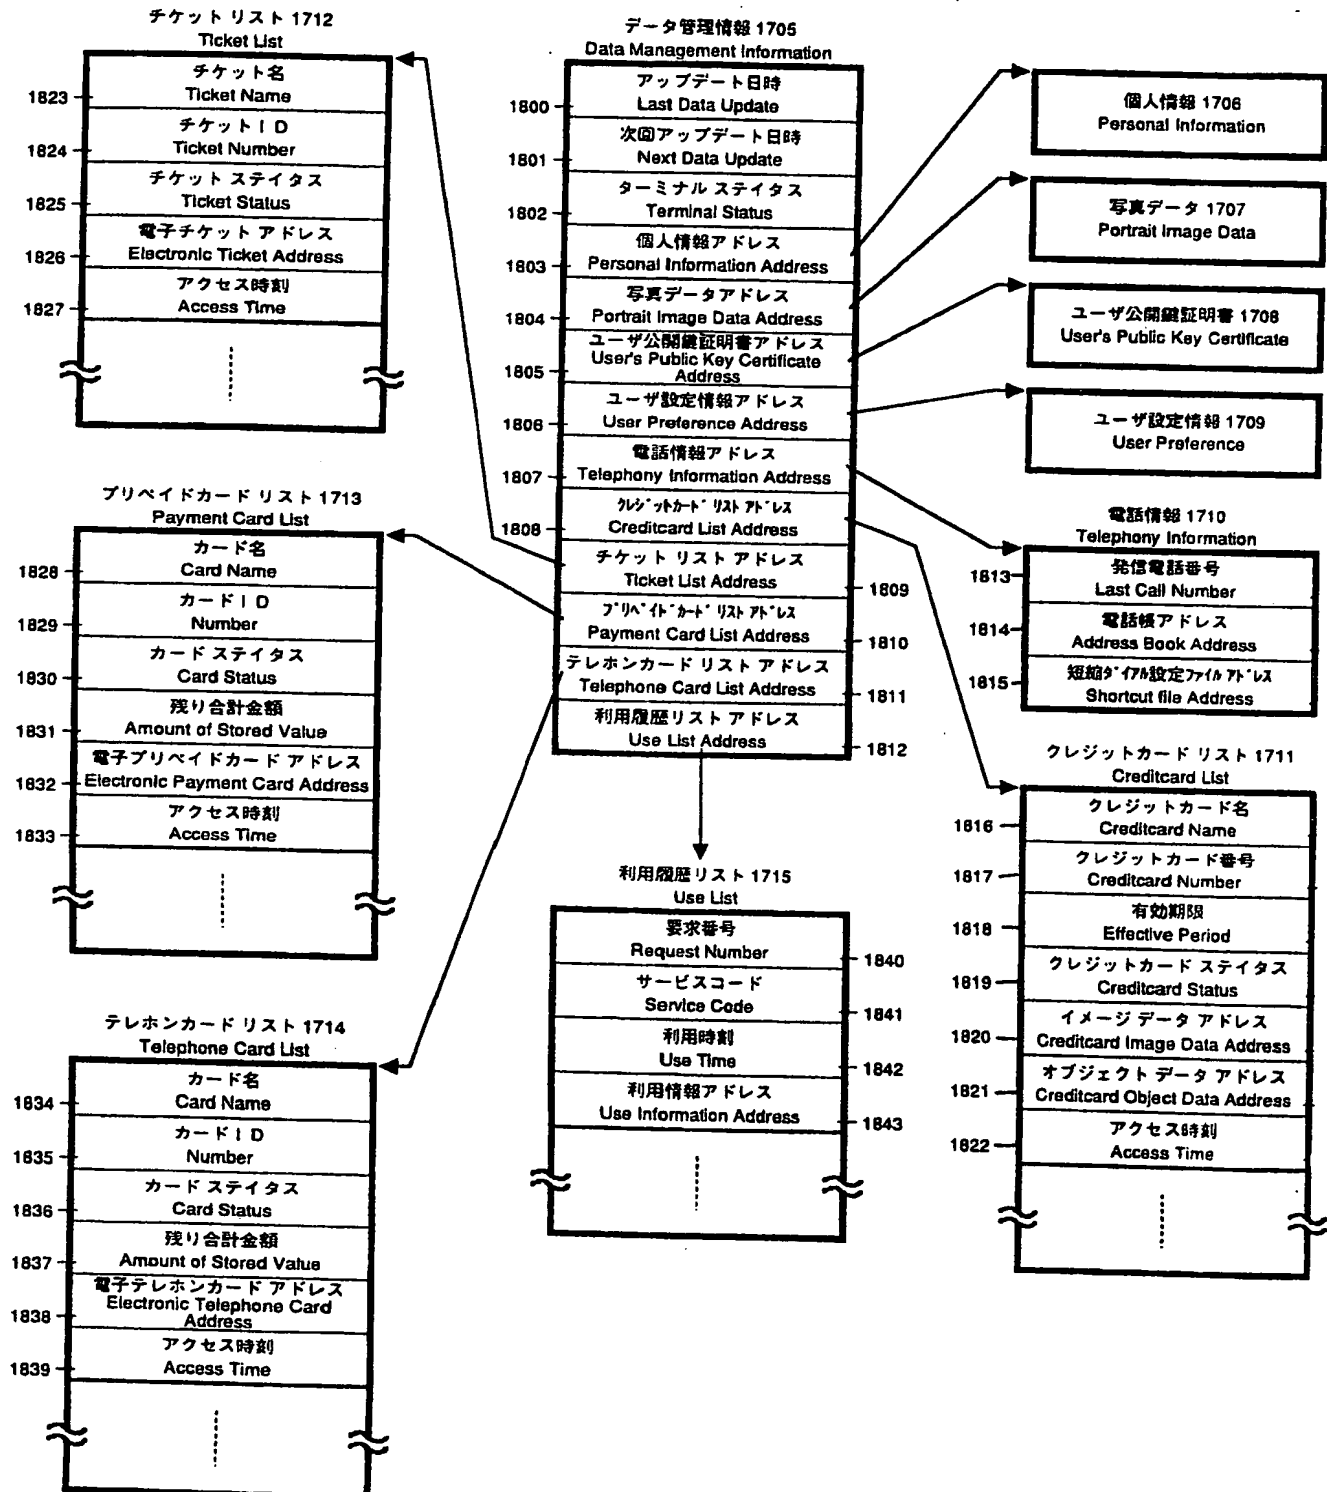 チケット リスト 1712
Ticket List
チケット名
Ticket Name
1823
チケットID
Ticket Number
1824
チケット ステイタス
Ticket Status
1825
電子チケット アドレス
Electronic Ticket Address
1826
アクセス時刻
Access Time
1827
プリペイドカード リスト 1713
Payment Card List
カード名
Card Name
1828
カードID
Number
1829
カード ステイタス
Card Status
1830
残り合計金額
Amount of Stored Value
1831
電子プリペイドカード アドレス
Electronic Payment Card Address
1832
アクセス時刻
Access Time
1833
テレホンカード リスト 1714
Telephone Card List
カード名
Card Name
1834
カードID
Number
1835
カード ステイタス
Card Status
1836
残り合計金額
Amount of Stored Value
1837
電子テレホンカード アドレス
Electronic Telephone Card
Address
1838
アクセス時刻
Access Time
1839
データ管理情報 1705
Data Management Information
アップデート日時
Last Data Update
1800
次回アップデート日時
Next Data Update
1801
ターミナル ステイタス
Terminal Status
1802
個人情報アドレス
Personal Information Address
1803
写真データアドレス
Portrait Image Data Address
1804
ユーザ公開鍵証明書アドレス
User's Public Key Certificate
Address
1805
ユーザ設定情報アドレス
User Preference Address
1806
電話情報アドレス
Telephony Information Address
1807
クレジットカード リスト アドレス
Creditcard List Address
1808
チケット リスト アドレス
Ticket List Address
1809
プリペイドカード リスト アドレス
Payment Card List Address
1810
テレホンカード リスト アドレス
Telephone Card List Address
1811
利用履歴リスト アドレス
Use List Address
1812
利用履歴リスト 1715
Use List
要求番号
Request Number
1840
サービスコード
Service Code
1841
利用時刻
Use Time
1842
利用情報アドレス
Use Information Address
1843
個人情報 1706
Personal Information
写真データ 1707
Portrait Image Data
ユーザ公開鍵証明書 1708
User's Public Key Certificate
ユーザ設定情報 1709
User Preference
電話情報 1710
Telephony Information
発信電話番号
Last Call Number
1813
電話帳アドレス
Address Book Address
1814
短縮ダイアル設定ファイル アドレス
Shortcut file Address
1815
クレジットカード リスト 1711
Creditcard List
クレジットカード名
Creditcard Name
1816
クレジットカード番号
Creditcard Number
1817
有効期限
Effective Period
1818
クレジットカード ステイタス
Creditcard Status
1819
イメージ データ アドレス
Creditcard Image Data Address
1820
オブジェクト データ アドレス
Creditcard Object Data Address
1821
アクセス時刻
Access Time
1822